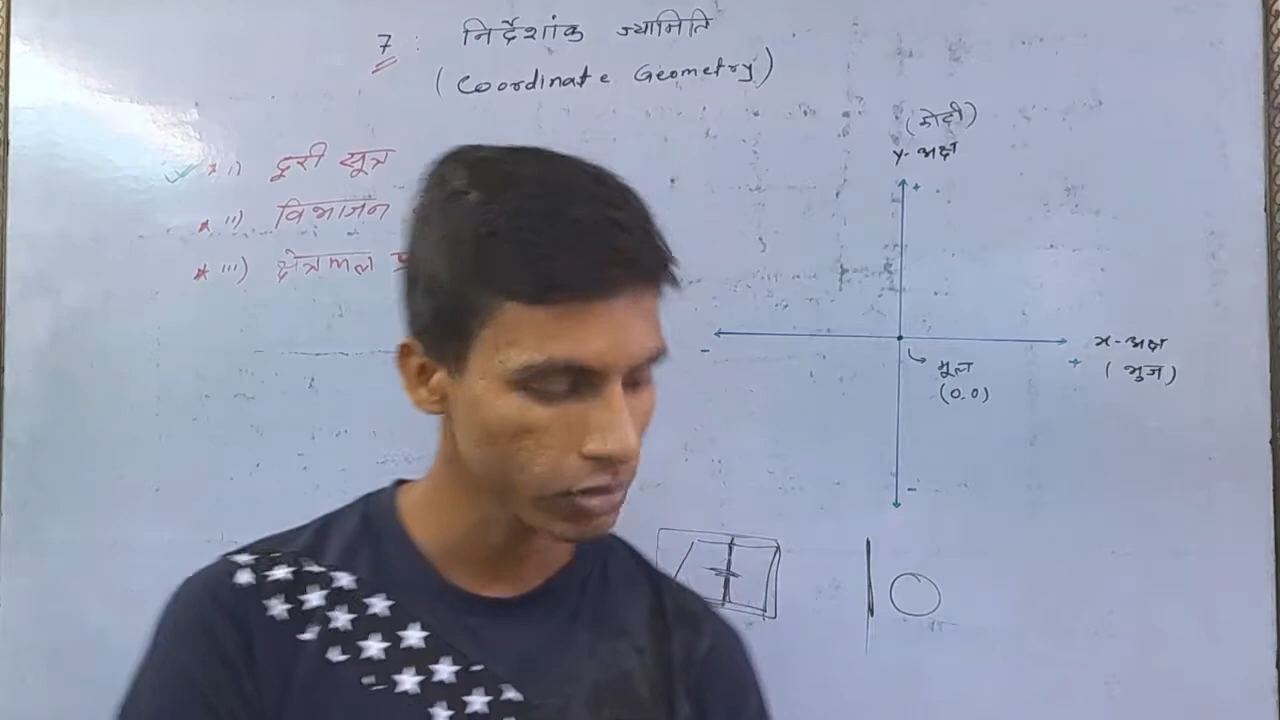 7 : निर्देशांक ज्यामिति
(Coordinate Geometry)
* i) दूरी सूत्र
* ii) विभाजन
* iii) क्षेत्रफल
(कोटी)
y-अक्ष
+
-
x-अक्ष
+
(भुज)
मूल
(0,0)
-